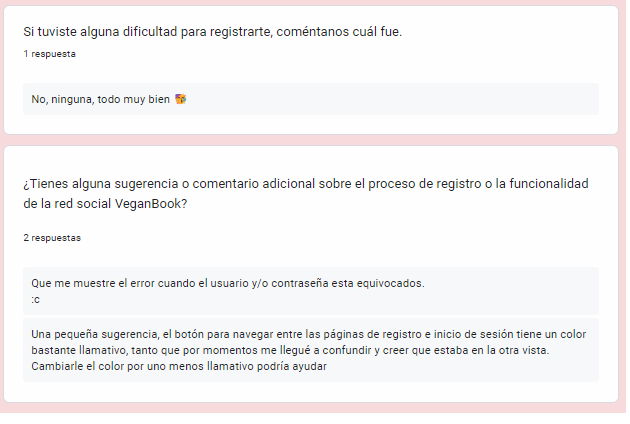 Si tuviste alguna dificultad para registrarte, coméntanos cuál fue.
1 respuesta
No, ninguna, todo muy bien
¿Tienes alguna sugerencia o comentario adicional sobre el proceso de registro o la funcionalidad
de la red social VeganBook?
2 respuestas
Que me muestre el error cuando el usuario y/o contraseña esta equivocados.
:c
Una pequeña sugerencia, el botón para navegar entre las páginas de registro e inicio de sesión tiene un color
bastante llamativo, tanto que por momentos me llegué a confundir y creer que estaba en la otra vista.
Cambiarle el color por uno menos llamativo podría ayudar